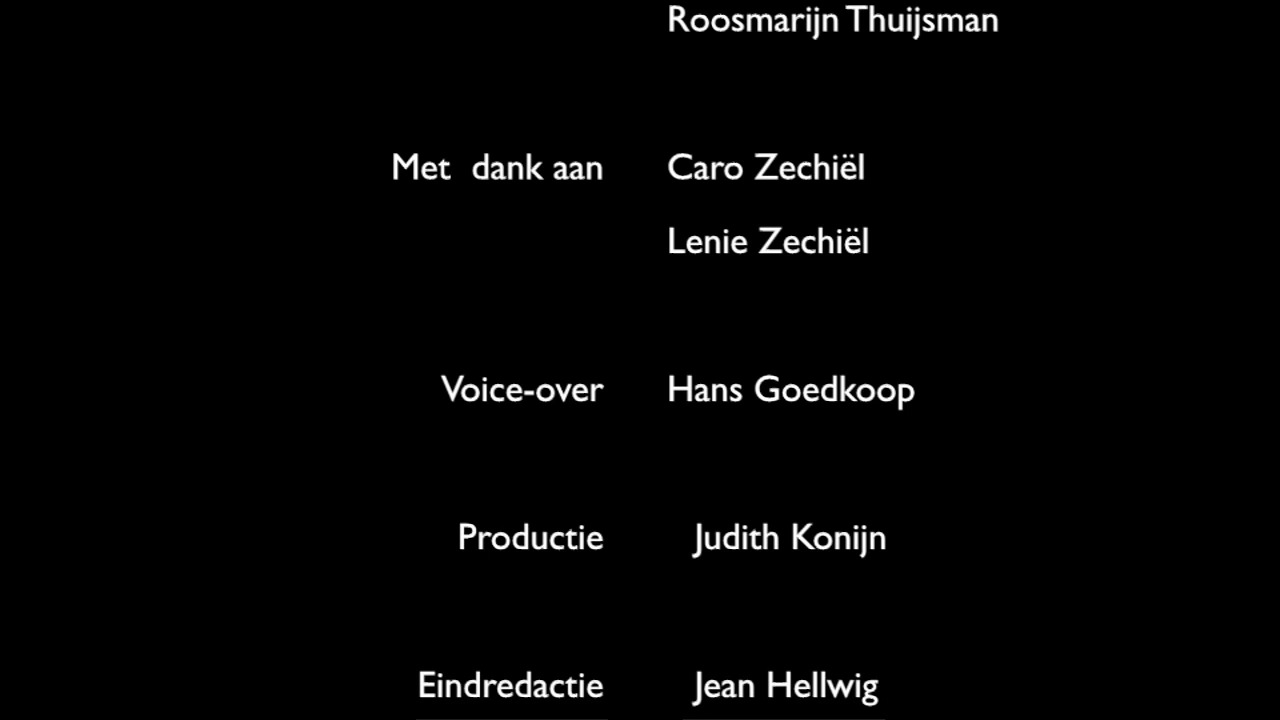 Roosmarijn Thuijsman
Met dank aan Caro Zechiël
Lenie Zechiël
Voice-over Hans Goedkoop
Productie Judith Konijn
Eindredactie Jean Hellwig